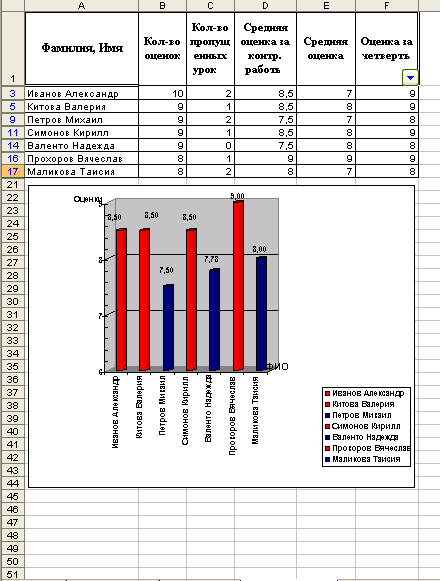 A B C D E F
1 Фамилия, Имя Кол-во оценок Кол-во пропущенных урок Средняя оценка за контр. работь Средняя оценка Оценка за четверть
3 Иванов Александр 10 2 8,5 7 9
5 Китова Валерия 9 1 8,5 8 9
9 Петров Михаил 9 2 7,5 7 8
11 Симонов Кирилл 9 1 8,5 8 9
14 Валенто Надежда 9 0 7,5 8 8
16 Прохоров Вячеслав 8 1 9 9 9
17 Маликова Таисия 8 2 8 7 8
21
22
23
24
25
26
27
28
29
30
31
32
33
34
35
36
37
38
39
40
41
42
43
44
45
46
47
48
49
50
51
Оценки
9
8
7
6
8,50
8,50
7,50
8,50
7,78
9,00
8,00
ФИО
Иванов Александр
Китова Валерия
Петров Михаил
Симонов Кирилл
Валенто Надежда
Прохоров Вячеслав
Маликова Таисия
Иванов Александр
Китова Валерия
Петров Михаил
Симонов Кирилл
Валенто Надежда
Прохоров Вячеслав
Маликова Таисия